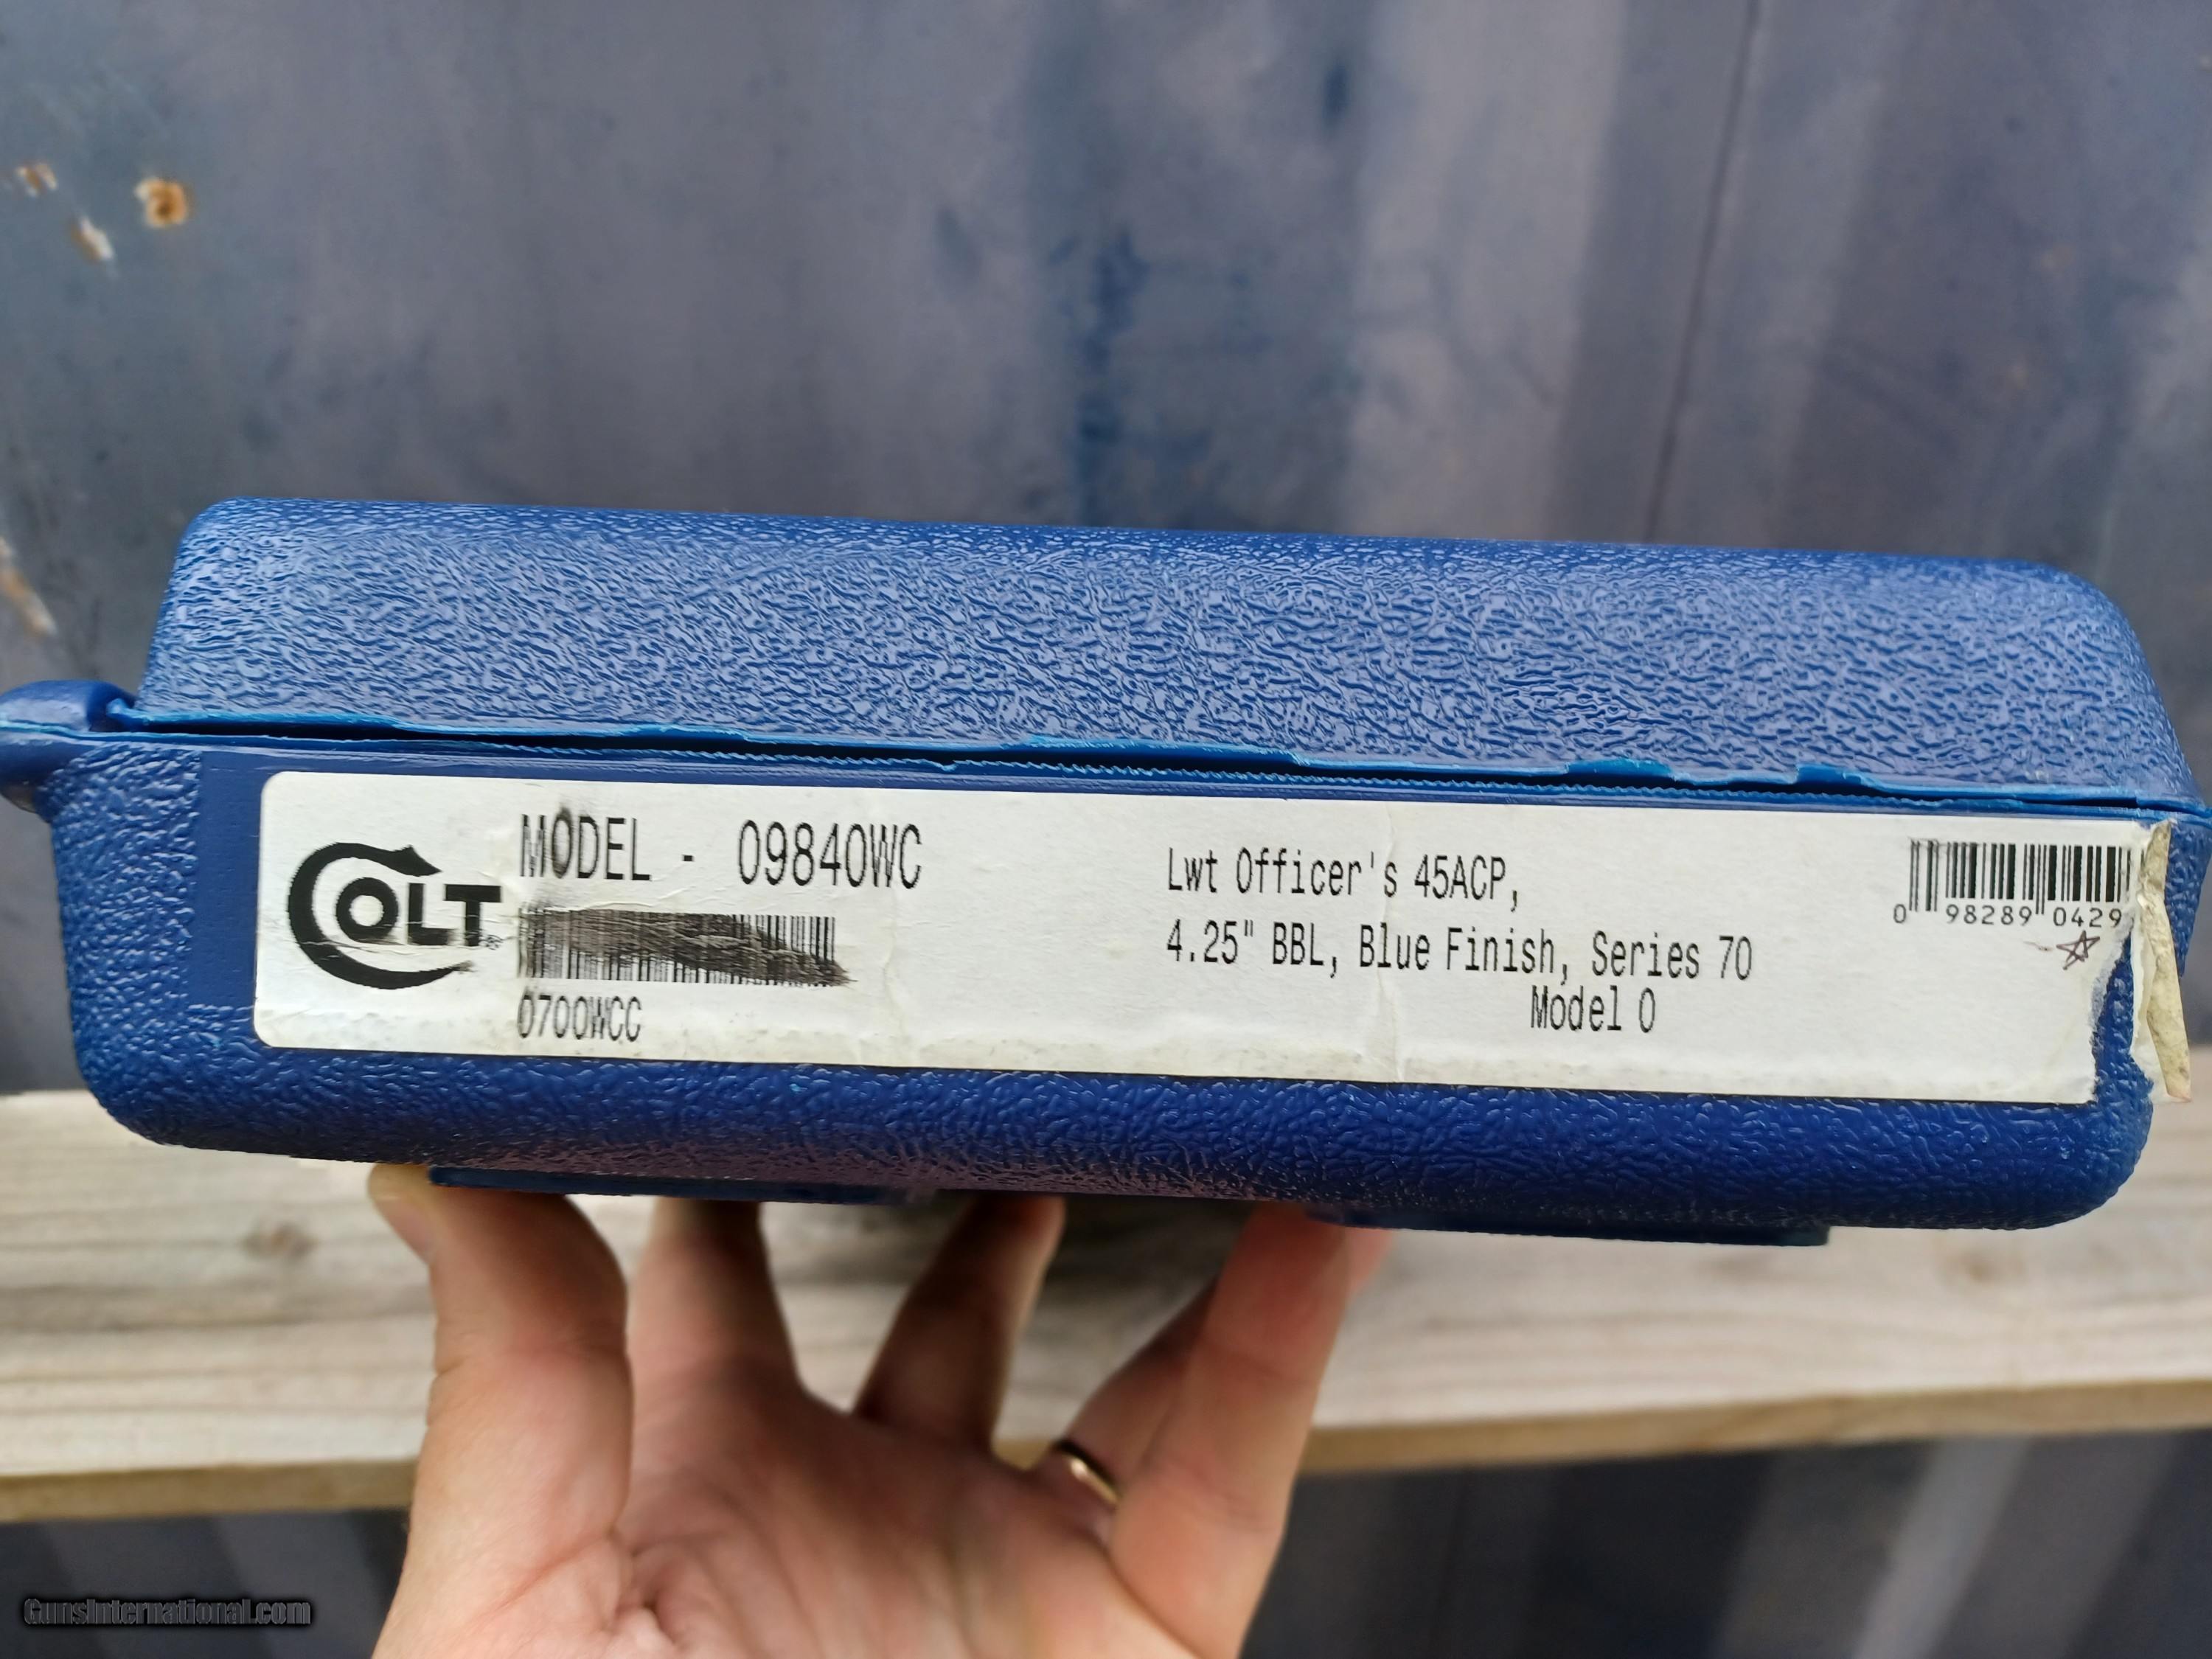 COLT
MODEL - 09840WC
0700WCC
Lwt Officer's 45ACP,
4.25" BBL, Blue Finish, Series 70
Model O
0 98289 0429
GunsInternational.com